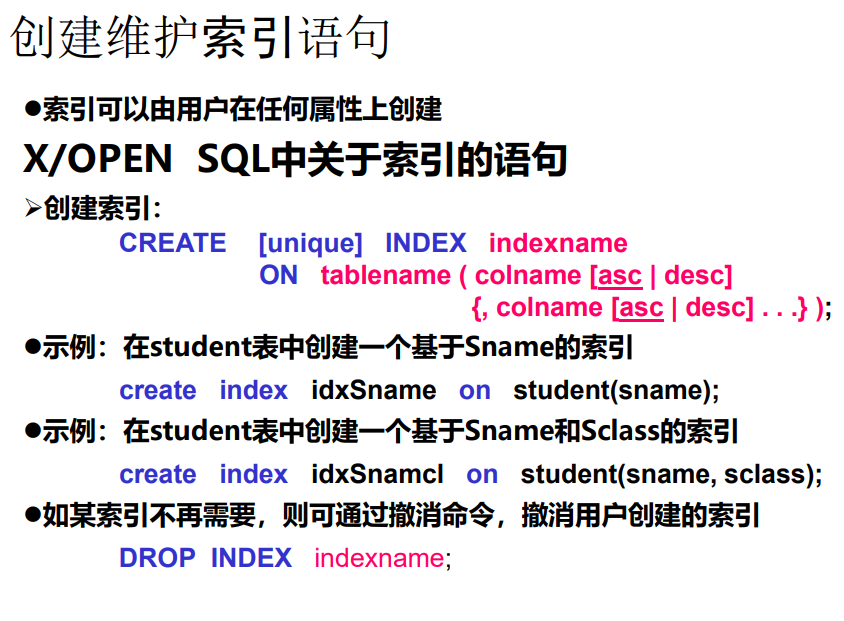 创建维护索引语句
●索引可以由用户在任何属性上创建
X/OPEN SQL中关于索引的语句
➢创建索引：
CREATE [unique] INDEX indexname
ON tablename ( colname [asc | desc]
{, colname [asc | desc] . . .} );
●示例：在student表中创建一个基于Sname的索引
create index idxSname on student(sname);
●示例：在student表中创建一个基于Sname和Sclass的索引
create index idxSnamcl on student(sname, sclass);
●如某索引不再需要，则可通过撤消命令，撤消用户创建的索引
DROP INDEX indexname;